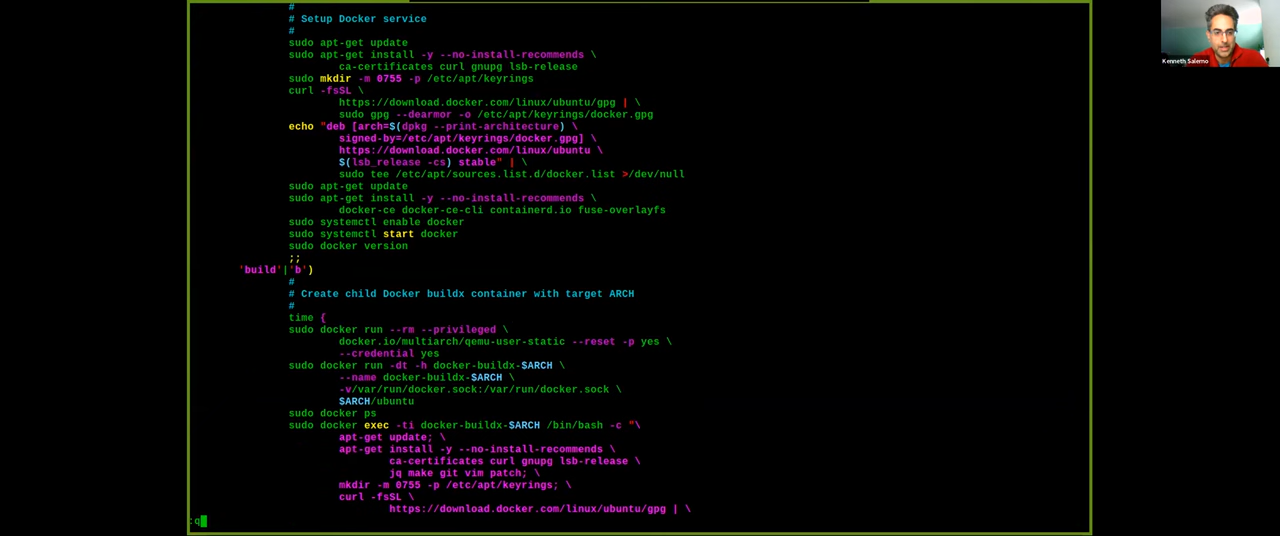 #
# Setup Docker service
#
sudo apt-get update
sudo apt-get install -y --no-install-recommends \
ca-certificates curl gnupg lsb-release
sudo mkdir -m 0755 -p /etc/apt/keyrings
curl -fsSL \
https://download.docker.com/linux/ubuntu/gpg | \
sudo gpg --dearmor -o /etc/apt/keyrings/docker.gpg
echo "deb [arch=$(dpkg --print-architecture) \
signed-by=/etc/apt/keyrings/docker.gpg] \
https://download.docker.com/linux/ubuntu \
$(lsb_release -cs) stable" | \
sudo tee /etc/apt/sources.list.d/docker.list >/dev/null
sudo apt-get update
sudo apt-get install -y --no-install-recommends \
docker-ce docker-ce-cli containerd.io fuse-overlayfs
sudo systemctl enable docker
sudo systemctl start docker
sudo docker version
;;
'build'|'b')
#
# Create child Docker buildx container with target ARCH
#
time {
sudo docker run --rm --privileged \
docker.io/multiarch/qemu-user-static --reset -p yes \
--credential yes
sudo docker run -dt -h docker-buildx-$ARCH \
--name docker-buildx-$ARCH \
-v/var/run/docker.sock:/var/run/docker.sock \
$ARCH/ubuntu
sudo docker ps
sudo docker exec -ti docker-buildx-$ARCH /bin/bash -c "\
apt-get update; \
apt-get install -y --no-install-recommends \
ca-certificates curl gnupg lsb-release \
jq make git vim patch; \
mkdir -m 0755 -p /etc/apt/keyrings; \
curl -fsSL \
https://download.docker.com/linux/ubuntu/gpg | \
:q
Kenneth Salerno